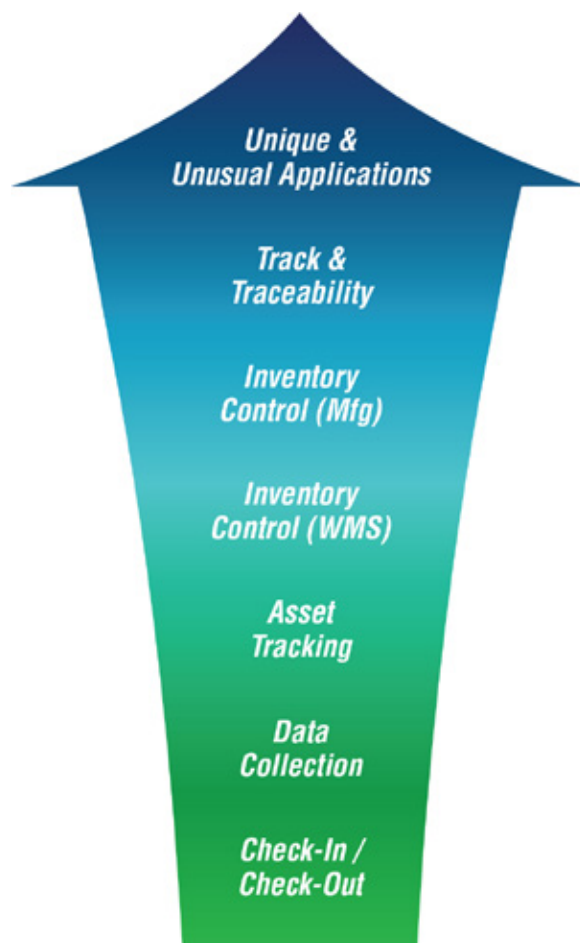 Unique &
Unusual Applications
Track &
Traceability
Inventory
Control (Mfg)
Inventory
Control (WMS)
Asset
Tracking
Data
Collection
Check-In /
Check-Out